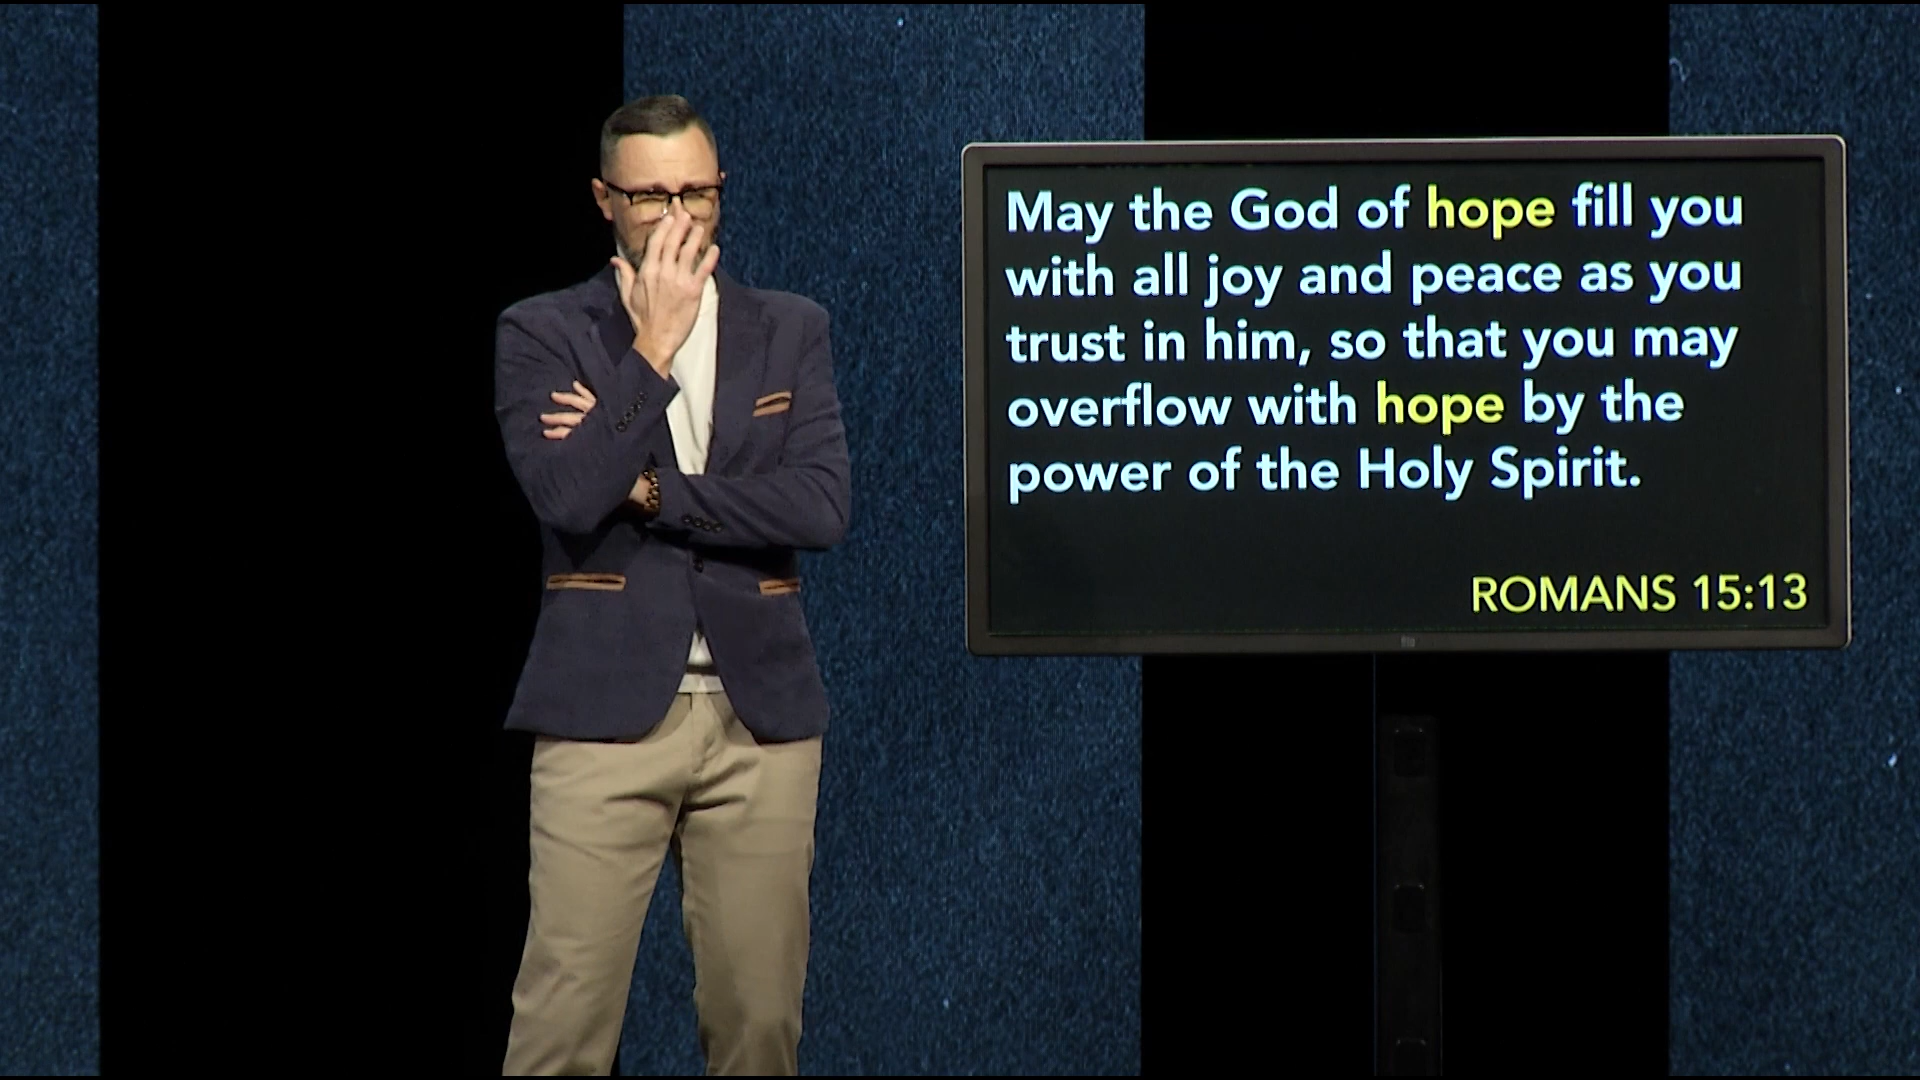 May the God of hope fill you
with all joy and peace as you
trust in him, so that you may
overflow with hope by the
power of the Holy Spirit.
ROMANS 15:13